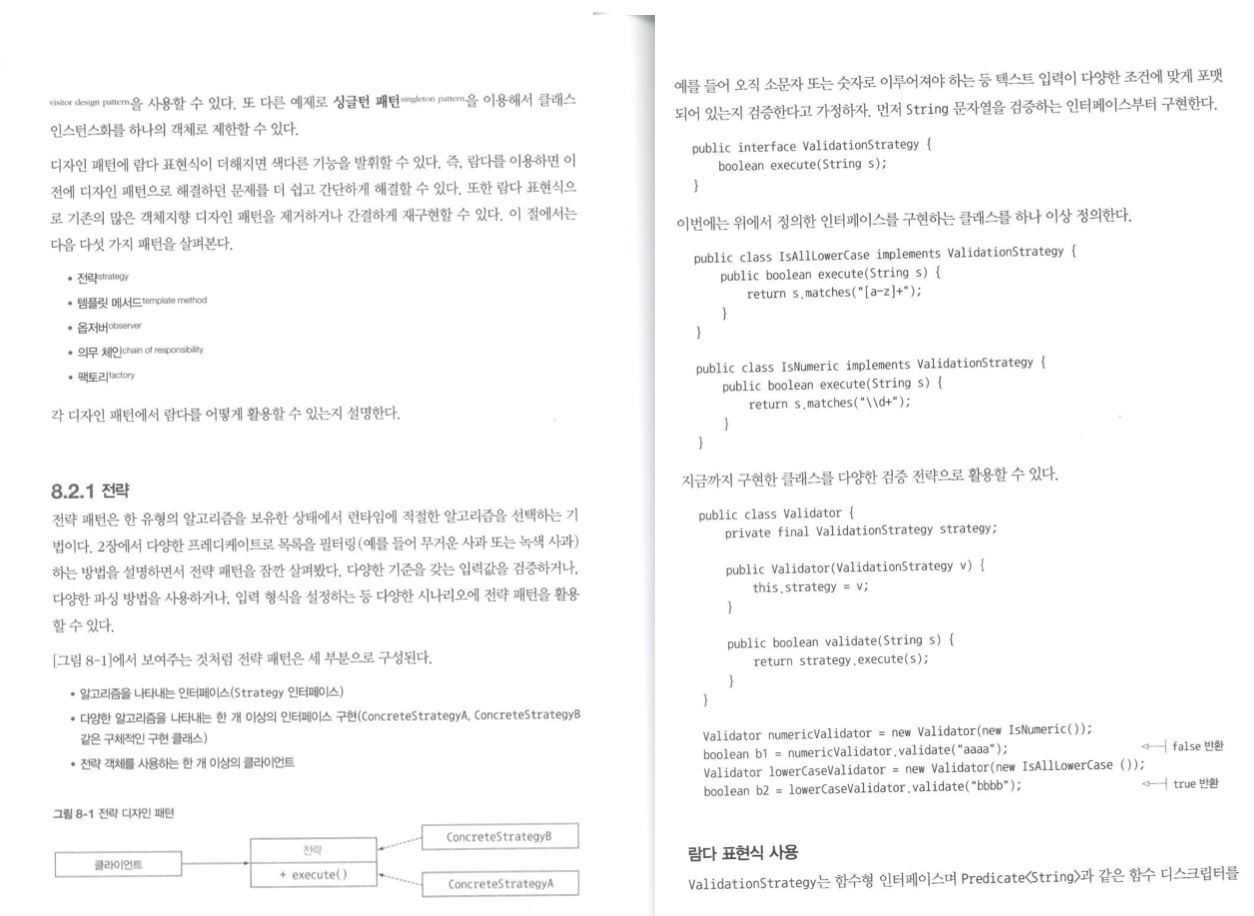 visitor design pattern을 사용할 수 있다. 또 다른 예제로 싱글턴 패턴singleton pattern을 이용해서 클래스
인스턴스화를 하나의 객체로 제한할 수 있다.
디자인 패턴에 람다 표현식이 더해지면 색다른 기능을 발휘할 수 있다. 즉, 람다를 이용하면 이
전에 디자인 패턴으로 해결하던 문제를 더 쉽고 간단하게 해결할 수 있다. 또한 람다 표현식으
로 기존의 많은 객체지향 디자인 패턴을 제거하거나 간결하게 재구현할 수 있다. 이 절에서는
다음 다섯 가지 패턴을 살펴본다.
• 전략strategy
• 템플릿 메서드template method
• 옵저버observer
• 의무 체인chain of responsibility
• 팩토리factory
각 디자인 패턴에서 람다를 어떻게 활용할 수 있는지 설명한다.
8.2.1 전략
전략 패턴은 한 유형의 알고리즘을 보유한 상태에서 런타임에 적절한 알고리즘을 선택하는 기
법이다. 2장에서 다양한 프레디케이트로 목록을 필터링(예를 들어 무거운 사과 또는 녹색 사과)
하는 방법을 설명하면서 전략 패턴을 잠깐 살펴봤다. 다양한 기준을 갖는 입력값을 검증하거나,
다양한 파싱 방법을 사용하거나, 입력 형식을 설정하는 등 다양한 시나리오에 전략 패턴을 활용
할 수 있다.
[그림 8-1]에서 보여주는 것처럼 전략 패턴은 세 부분으로 구성된다.
• 알고리즘을 나타내는 인터페이스(Strategy 인터페이스)
• 다양한 알고리즘을 나타내는 한 개 이상의 인터페이스 구현(ConcreteStrategyA, ConcreteStrategyB
같은 구체적인 구현 클래스)
• 전략 객체를 사용하는 한 개 이상의 클라이언트
그림 8-1 전략 디자인 패턴
클라이언트
전략
+ execute()
ConcreteStrategyB
ConcreteStrategyA
예를 들어 오직 소문자 또는 숫자로 이루어져야 하는 등 텍스트 입력이 다양한 조건에 맞게 포맷
되어 있는지 검증한다고 가정하자. 먼저 String 문자열을 검증하는 인터페이스부터 구현한다.
public interface ValidationStrategy {
    boolean execute(String s);
}
이번에는 위에서 정의한 인터페이스를 구현하는 클래스를 하나 이상 정의한다.
public class IsAllLowerCase implements ValidationStrategy {
    public boolean execute(String s) {
        return s.matches("[a-z]+");
    }
}
public class IsNumeric implements ValidationStrategy {
    public boolean execute(String s) {
        return s.matches("\\d+");
    }
}
지금까지 구현한 클래스를 다양한 검증 전략으로 활용할 수 있다.
public class Validator {
    private final ValidationStrategy strategy;
    public Validator(ValidationStrategy v) {
        this.strategy = v;
    }
    public boolean validate(String s) {
        return strategy.execute(s);
    }
}
Validator numericValidator = new Validator(new IsNumeric());
boolean b1 = numericValidator.validate("aaaa"); false 반환
Validator lowerCaseValidator = new Validator(new IsAllLowerCase ());
boolean b2 = lowerCaseValidator.validate("bbbb"); true 반환
람다 표현식 사용
ValidationStrategy는 함수형 인터페이스며 Predicate<String>과 같은 함수 디스크립터를